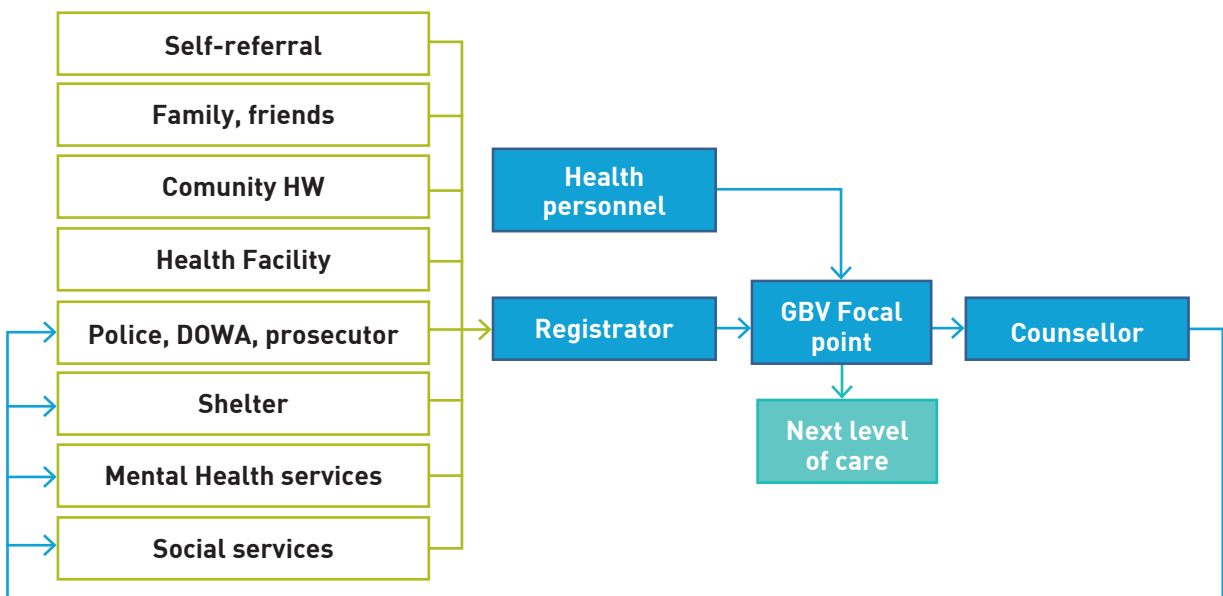 Self-referral
Family, friends
Comunity HW
Health Facility
Police, DOWA, prosecutor
Shelter
Mental Health services
Social services
Health
personnel
Registrator
GBV Focal
point
Counsellor
Next level
of care